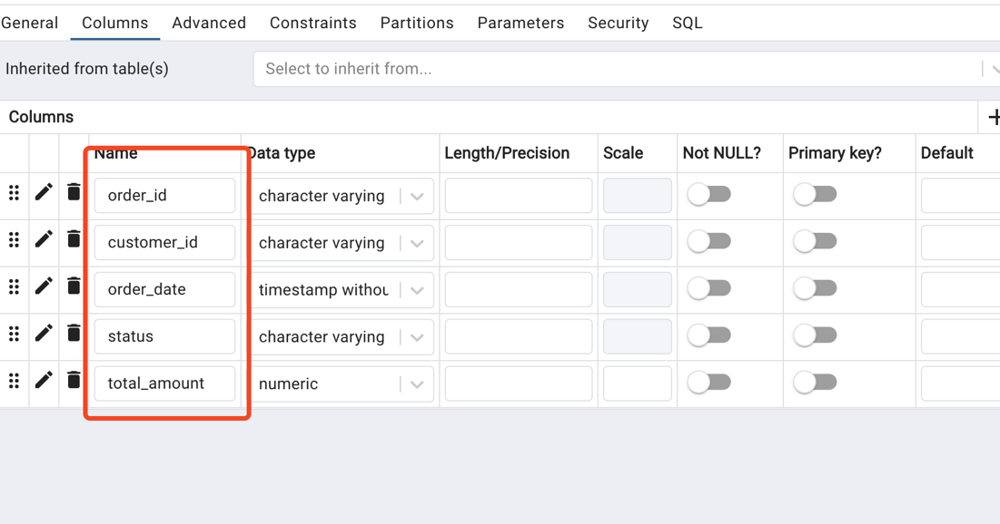 General Columns Advanced Constraints Partitions Parameters Security SQL
Inherited from table(s) Select to inherit from...
Columns +
Name Data type Length/Precision Scale Not NULL? Primary key? Default
order_id character varying
customer_id character varying
order_date timestamp withou
status character varying
total_amount numeric